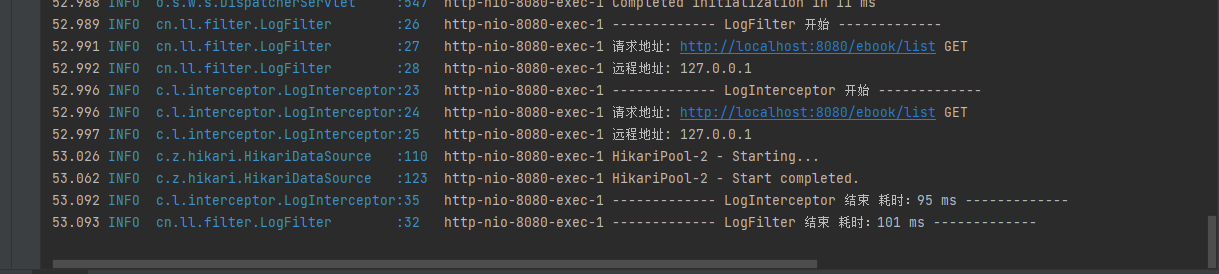 52.988 INFO  o.s.w.s.DispatcherServlet     :547  http-nio-8080-exec-1 Completed initialization in 11 ms
52.989 INFO  cn.ll.filter.LogFilter        :26   http-nio-8080-exec-1 ------------- LogFilter 开始 -------------
52.991 INFO  cn.ll.filter.LogFilter        :27   http-nio-8080-exec-1 请求地址: http://localhost:8080/ebook/list GET
52.992 INFO  cn.ll.filter.LogFilter        :28   http-nio-8080-exec-1 远程地址: 127.0.0.1
52.996 INFO  c.l.interceptor.LogInterceptor:23   http-nio-8080-exec-1 ------------- LogInterceptor 开始 -------------
52.996 INFO  c.l.interceptor.LogInterceptor:24   http-nio-8080-exec-1 请求地址: http://localhost:8080/ebook/list GET
52.997 INFO  c.l.interceptor.LogInterceptor:25   http-nio-8080-exec-1 远程地址: 127.0.0.1
53.026 INFO  c.z.hikari.HikariDataSource   :110  http-nio-8080-exec-1 HikariPool-2 - Starting...
53.062 INFO  c.z.hikari.HikariDataSource   :123  http-nio-8080-exec-1 HikariPool-2 - Start completed.
53.092 INFO  c.l.interceptor.LogInterceptor:35   http-nio-8080-exec-1 ------------- LogInterceptor 结束 耗时：95 ms -------------
53.093 INFO  cn.ll.filter.LogFilter        :32   http-nio-8080-exec-1 ------------- LogFilter 结束 耗时：101 ms -------------